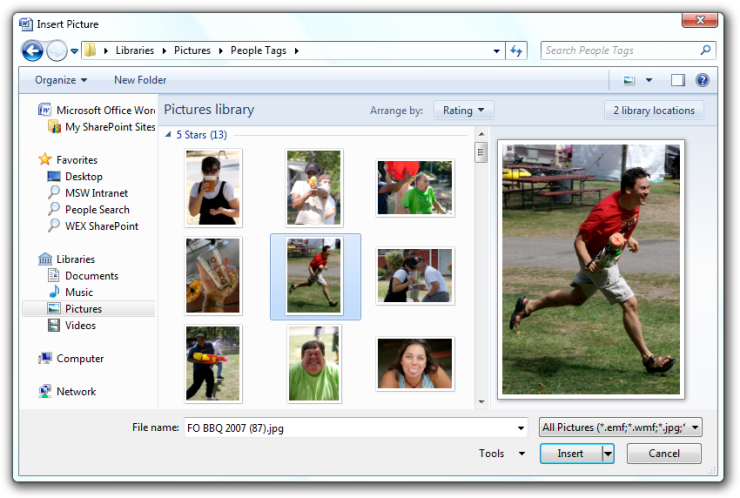 Insert Picture
Libraries Pictures People Tags
Search People Tags
Organize New Folder
Microsoft Office Wor
My SharePoint Sites
Favorites
Desktop
MSW Intranet
People Search
WEX SharePoint
Libraries
Documents
Music
Pictures
Videos
Computer
Network
Pictures library
Arrange by: Rating
2 library locations
5 Stars (13)
File name: FO BBQ 2007 (87).jpg
All Pictures (*.emf;*.wmf;*.jpg;*
Tools Insert Cancel